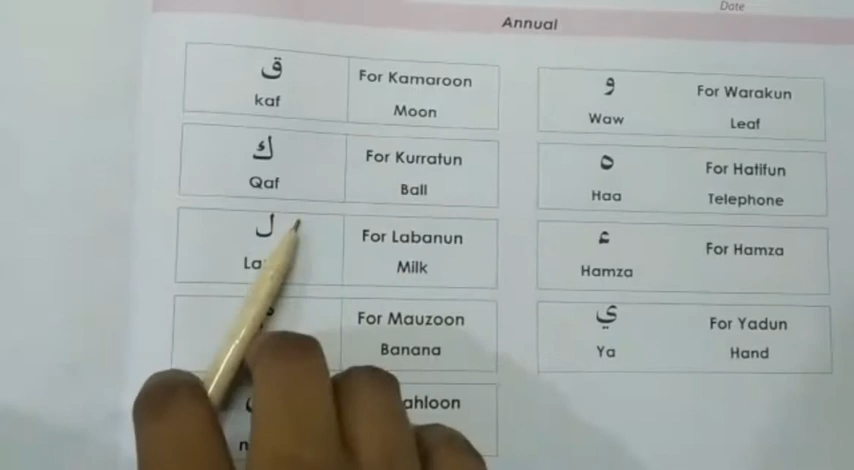 Date
Annual
ق
For Kamaroon
kaf
Moon
ك
For Kurratun
Qaf
Ball
ل
For Labanun
Milk
For Mauzoon
Banana
و
For Warakun
Waw
Leaf
ه
For Hatifun
Haa
Telephone
ء
For Hamza
Hamza
ي
For Yadun
Ya
Hand